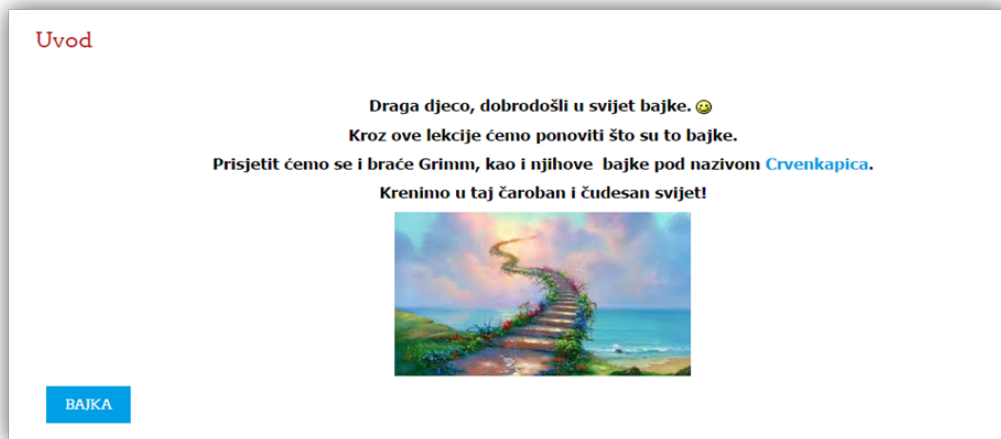 Uvod
Draga djeco, dobrodošli u svijet bajke.
Kroz ove lekcije ćemo ponoviti što su to bajke.
Prisjetit ćemo se i braće Grimm, kao i njihove bajke pod nazivom Crvenkapica.
Krenimo u taj čaroban i čudesan svijet!
BAJKA